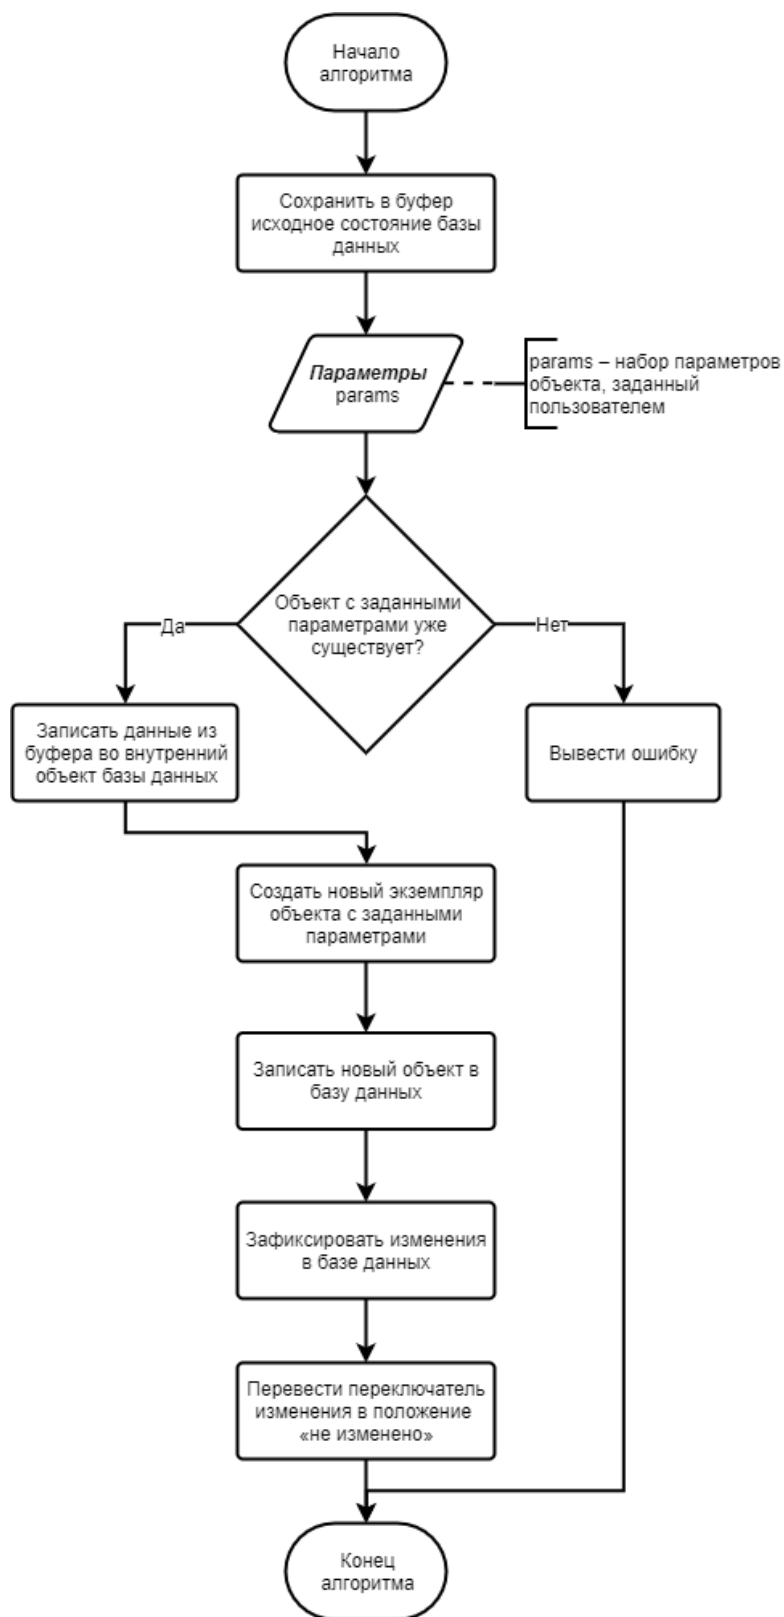 Начало
алгоритма
Сохранить в буфер
исходное состояние базы
данных
Параметры
params
params – набор параметров
объекта, заданный
пользователем
Объект с заданными
параметрами уже
существует?
Да
Нет
Записать данные из
буфера во внутренний
объект базы данных
Вывести ошибку
Создать новый экземпляр
объекта с заданными
параметрами
Записать новый объект в
базу данных
Зафиксировать изменения
в базе данных
Перевести переключатель
изменения в положение
«не изменено»
Конец
алгоритма